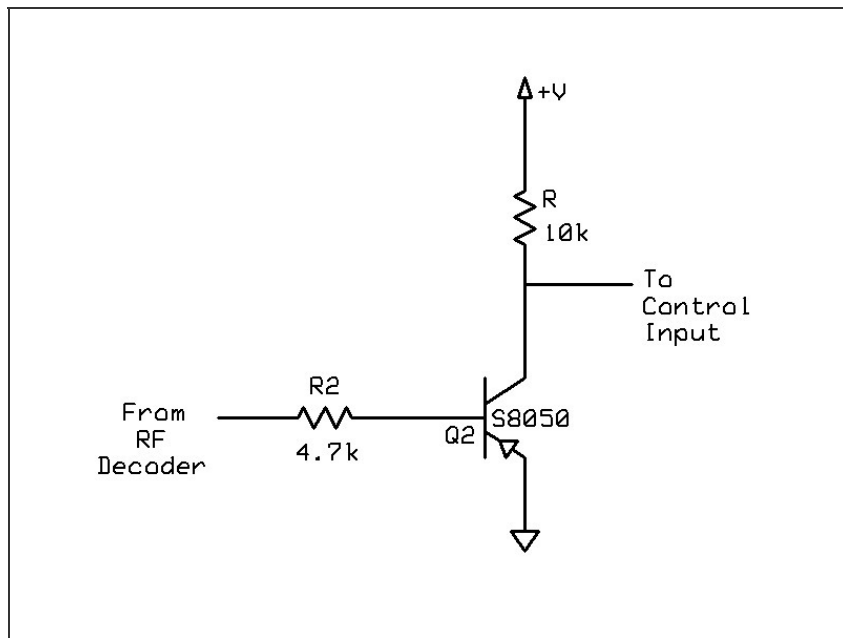 +V
R
10k
To
Control
Input
R2
From
RF
Decoder
4.7k
S8050
Q2